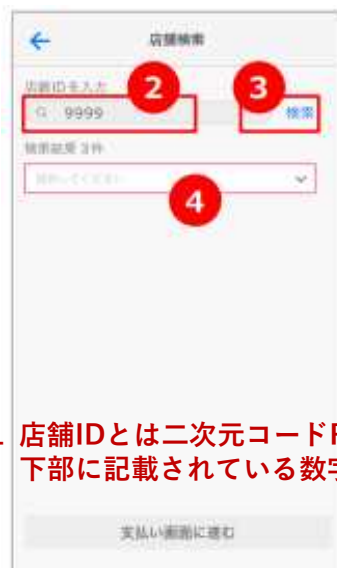 店舗検索
店舗IDを入力
2
3
9999
検索
検索結果 3件
選択してください
4
店舗IDとは二次元コードP
下部に記載されている数字
支払い画面に進む